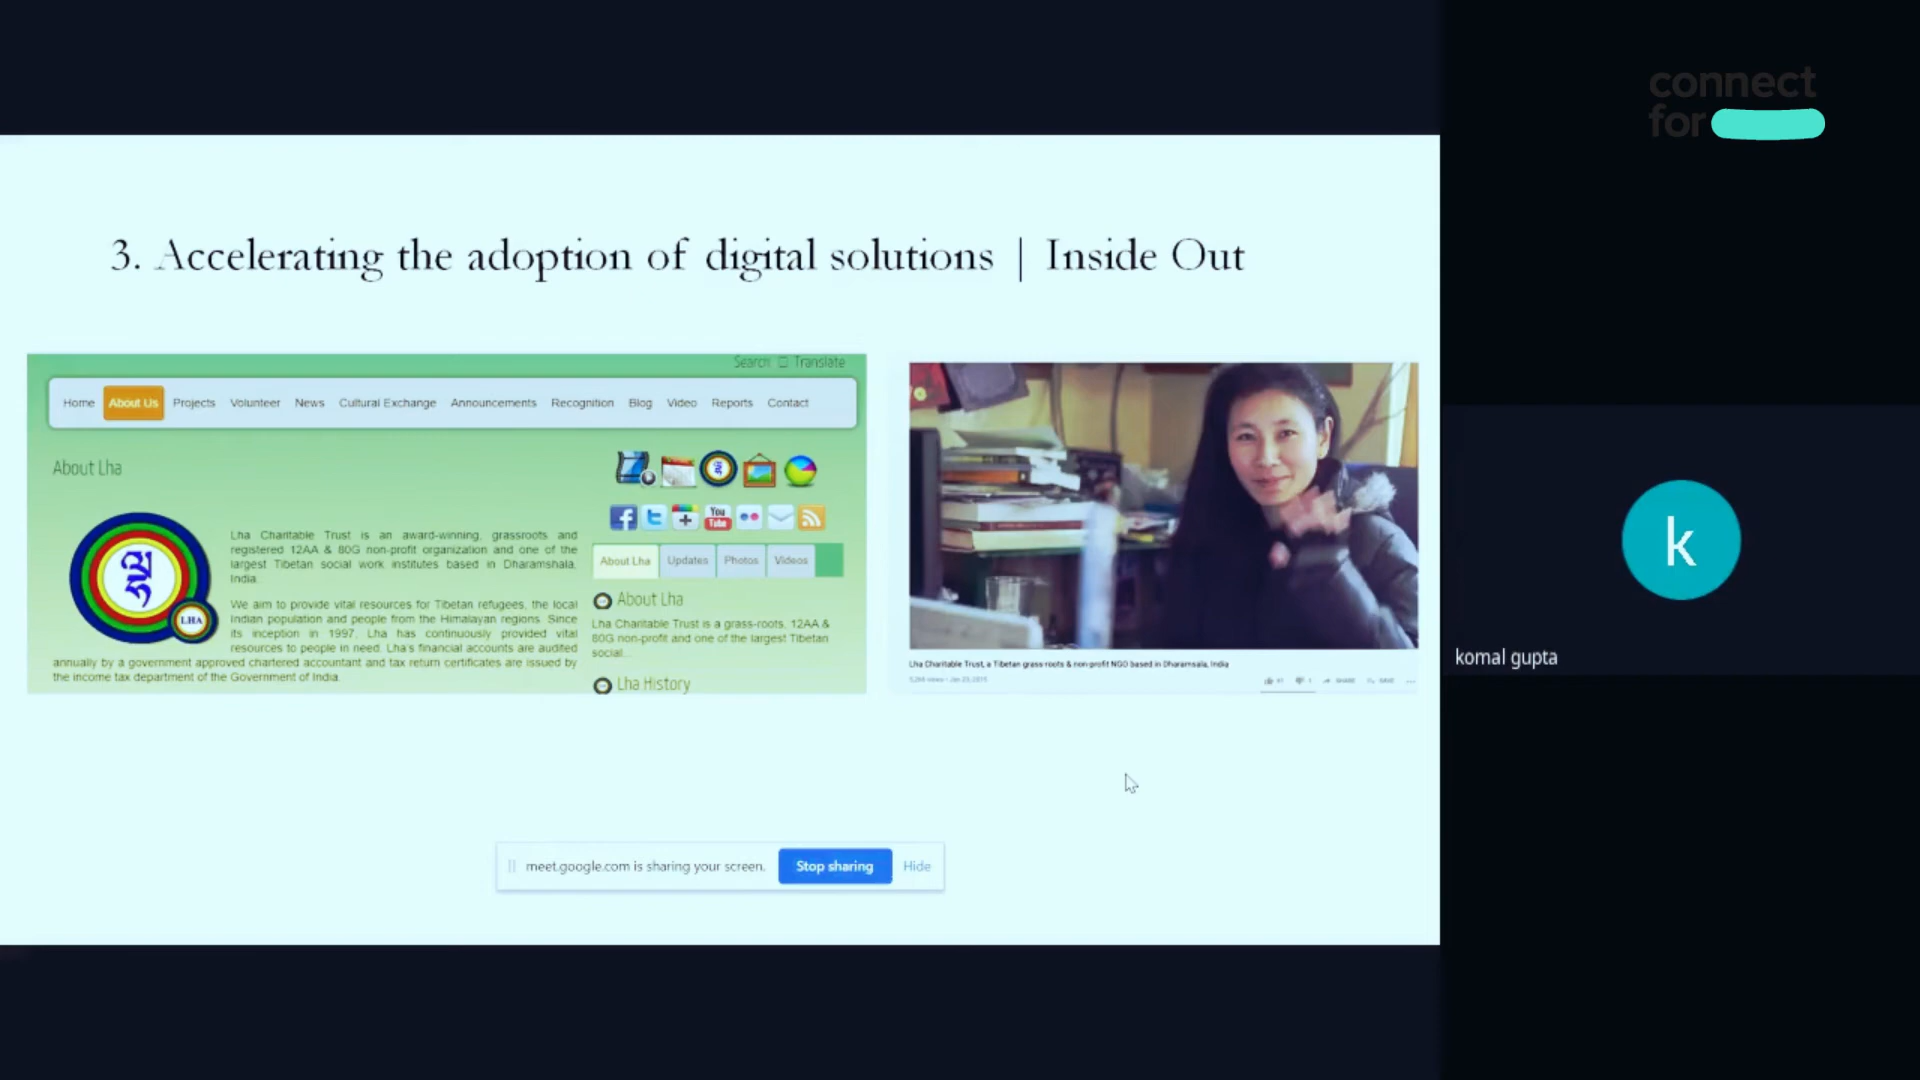 connect
for
3. Accelerating the adoption of digital solutions | Inside Out
Search Translate
Home About Us Projects Volunteer News Cultural Exchange Announcements Recognition Blog Video Reports Contact
About Lha
Lha Charitable Trust is an award-winning, grassroots and
registered 12AA & 80G non-profit organization and one of the
largest Tibetan social work institutes based in Dharamshala,
India.
We aim to provide vital resources for Tibetan refugees, the local
Indian population and people from the Himalayan regions. Since
its inception in 1997, Lha has continuously provided vital
resources to people in need. Lha's financial accounts are audited
annually by a government approved chartered accountant and tax return certificates are issued by
the income tax department of the Government of India.
LHA
You
Tube
About Lha Updates Photos Videos
About Lha
Lha Charitable Trust is a grass-roots, 12AA &
80G non-profit and one of the largest Tibetan
social...
Lha History
Lha Charitable Trust, a Tibetan grass-roots & non-profit NGO based in Dharamsala, India
SHARE SAVE
k
komal gupta
meet.google.com is sharing your screen. Stop sharing Hide